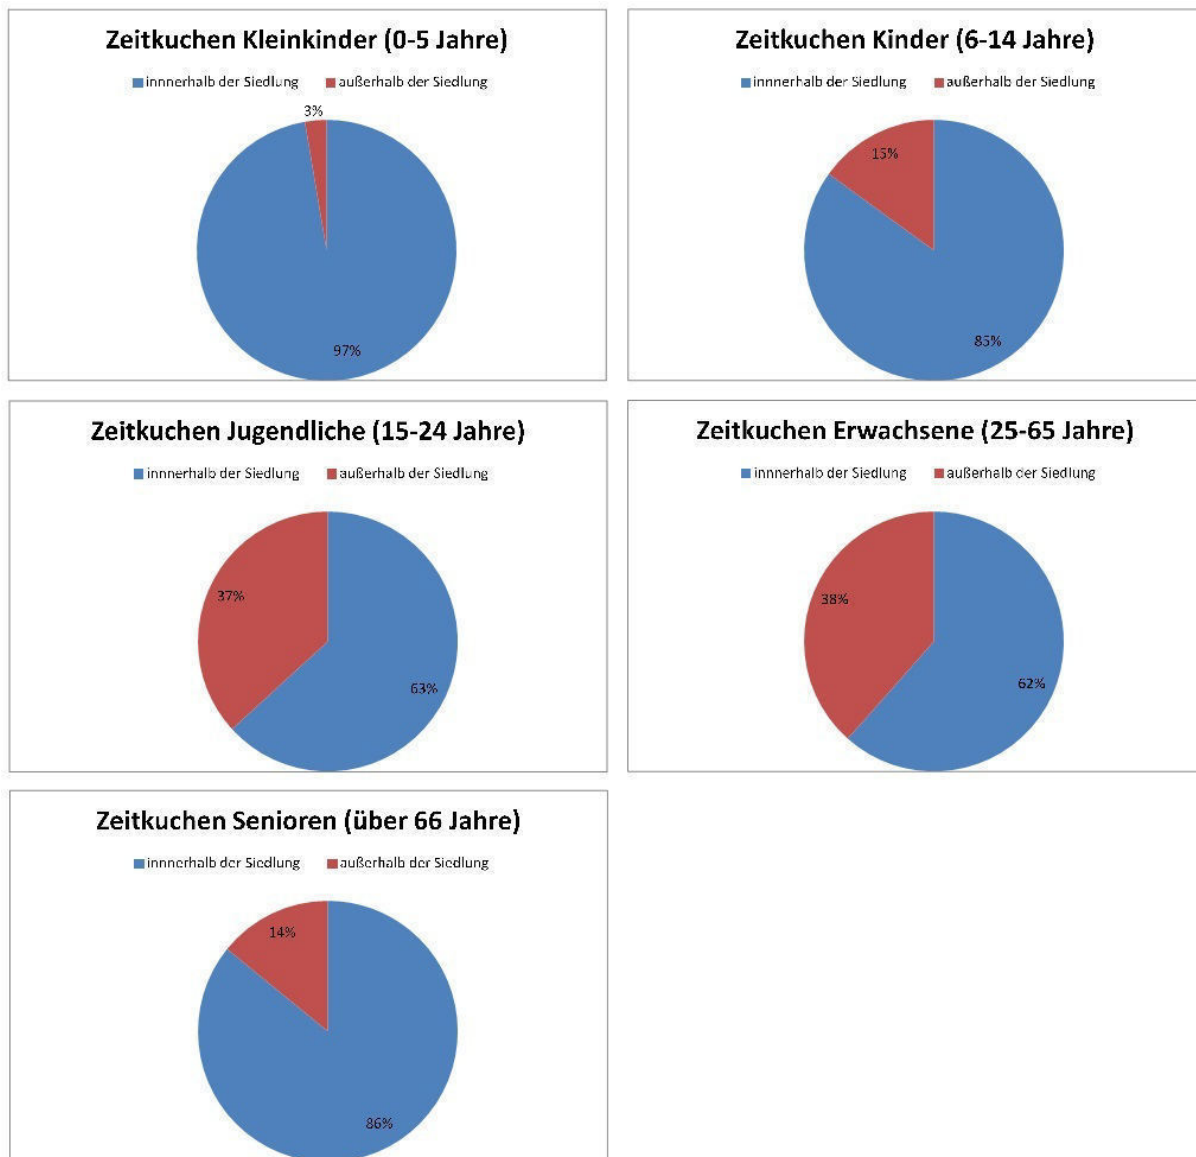 Zeitkuchen Kleinkinder (0-5 Jahre)
innnerhalb der Siedlung außerhalb der Siedlung
3%
97%
Zeitkuchen Kinder (6-14 Jahre)
innnerhalb der Siedlung außerhalb der Siedlung
15%
85%
Zeitkuchen Jugendliche (15-24 Jahre)
innnerhalb der Siedlung außerhalb der Siedlung
37%
63%
Zeitkuchen Erwachsene (25-65 Jahre)
innnerhalb der Siedlung außerhalb der Siedlung
38%
62%
Zeitkuchen Senioren (über 66 Jahre)
innnerhalb der Siedlung außerhalb der Siedlung
14%
86%